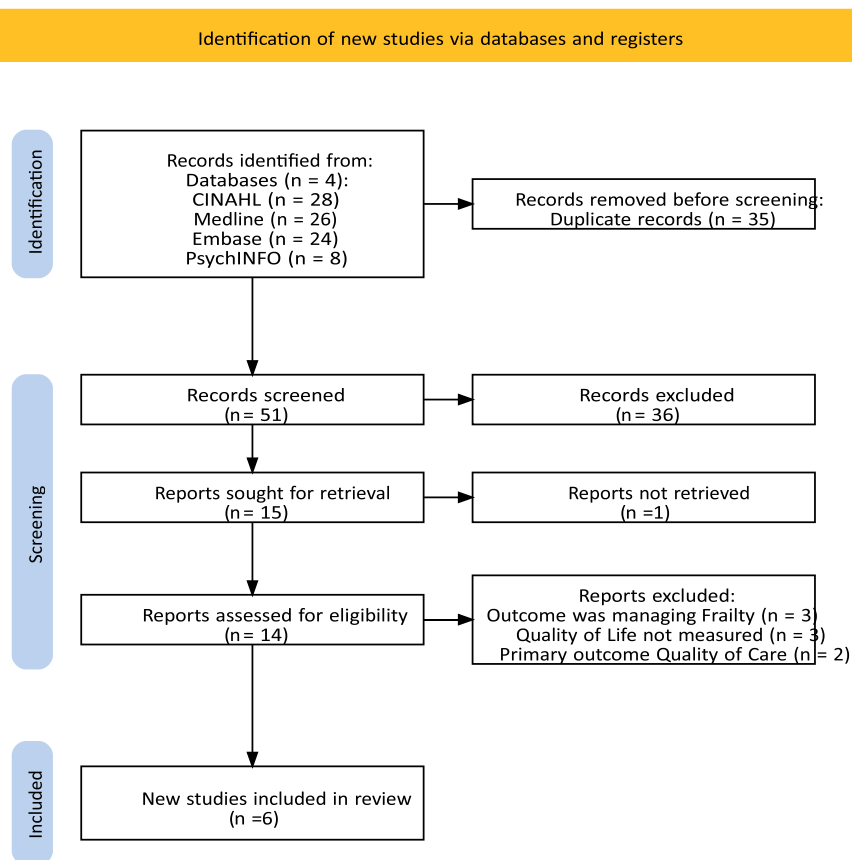 Identification of new studies via databases and registers
Identification
Records identified from:
Databases (n = 4):
CINAHL (n = 28)
Medline (n = 26)
Embase (n = 24)
PsychINFO (n = 8)
Records removed before screening:
Duplicate records (n = 35)
Screening
Records screened
(n = 51)
Records excluded
(n = 36)
Reports sought for retrieval
(n = 15)
Reports not retrieved
(n =1)
Reports assessed for eligibility
(n = 14)
Reports excluded:
Outcome was managing Frailty (n = 3)
Quality of Life not measured (n = 3)
Primary outcome Quality of Care (n = 2)
Included
New studies included in review
(n =6)